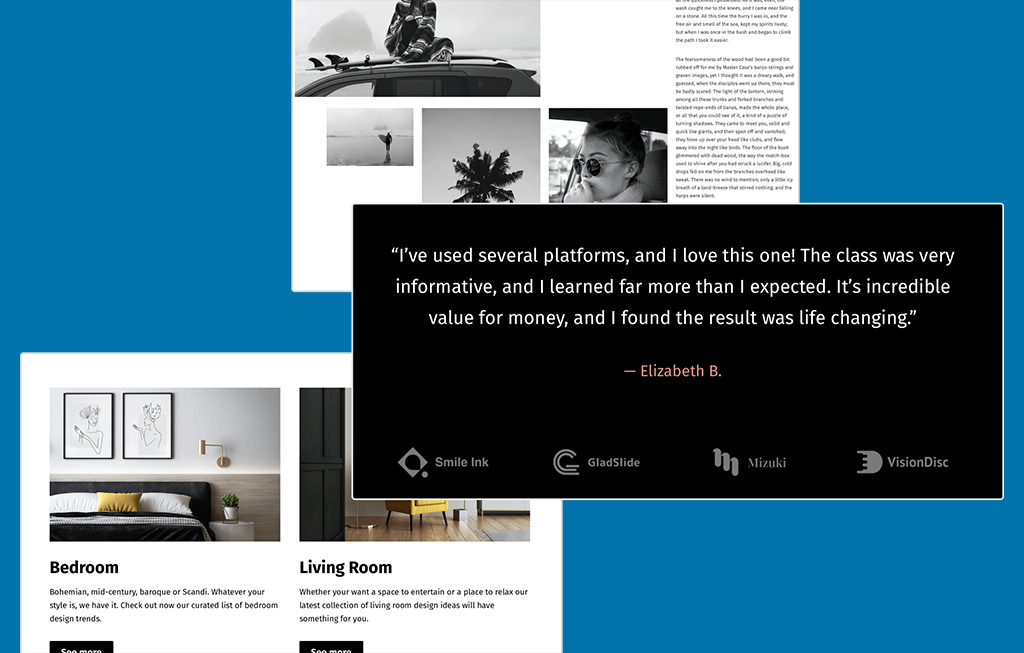 all the quickness I possessed. As it was, even, the
wash caught me to the knees, and I came near falling
on a stone. All this time the hurry I was in, and the
free air and smell of the sea, kept my spirits lively;
but when I was once in the bush and began to climb
the path I took it easier.
The fearsomeness of the wood had been a good bit
rubbed off for me by Master Case's banjo-strings and
graven images, yet I thought it was a dreary walk, and
guessed, when the disciples went up there, they must
be badly scared. The light of the lantern, striking
among all these trunks and forked branches and
twisted rope-ends of lianas, made the whole place,
or all that you could see of it, a kind of a puzzle of
turning shadows. They came to meet you, solid and
quick like giants, and then span off and vanished;
they hove up over your head like clubs, and flew
away into the night like birds. The floor of the bush
glimmered with dead wood, the way the match-box
used to shine after you had struck a lucifer. Big, cold
drops fell on me from the branches overhead like
sweat. There was no wind to mention; only a little icy
breath of a land-breeze that stirred nothing; and the
harps were silent.
“I’ve used several platforms, and I love this one! The class was very
informative, and I learned far more than I expected. It’s incredible
value for money, and I found the result was life changing.”
— Elizabeth B.
Smile Ink
GladSlide
Mizuki
VisionDisc
Bedroom
Bohemian, mid-century, baroque or Scandi. Whatever your
style is, we have it. Check out now our curated list of bedroom
design trends.
See more
Living Room
Whether your want a space to entertain or a place to relax our
latest collection of living room design ideas will have
something for you.
See more